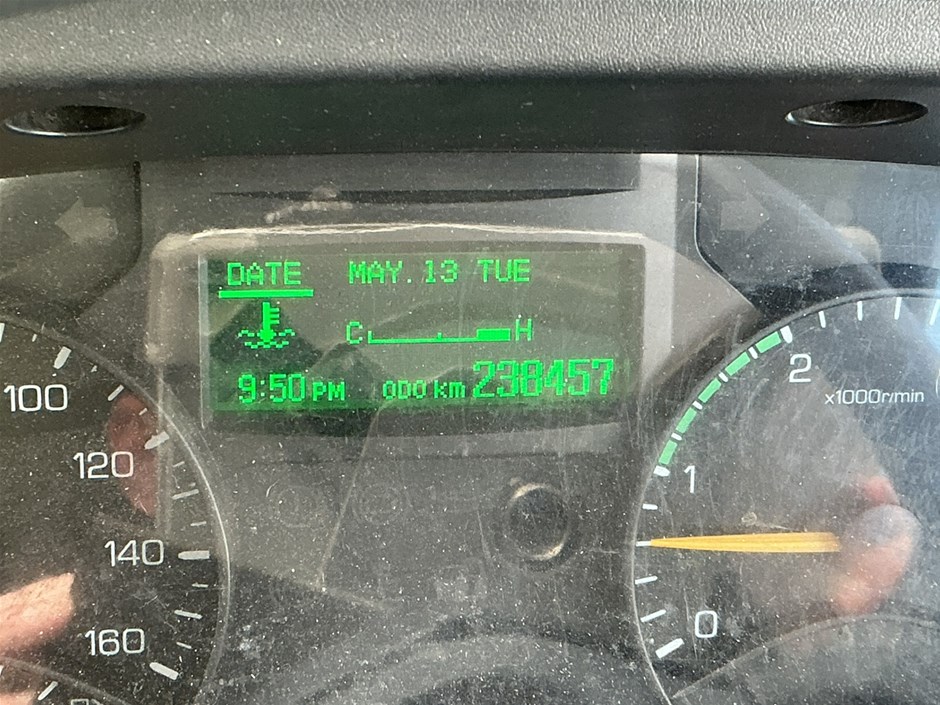 DATE MAY.13 TUE
C H
9:50 PM ODO km 238457
100
120
140
160
2
x1000r/min
1
0